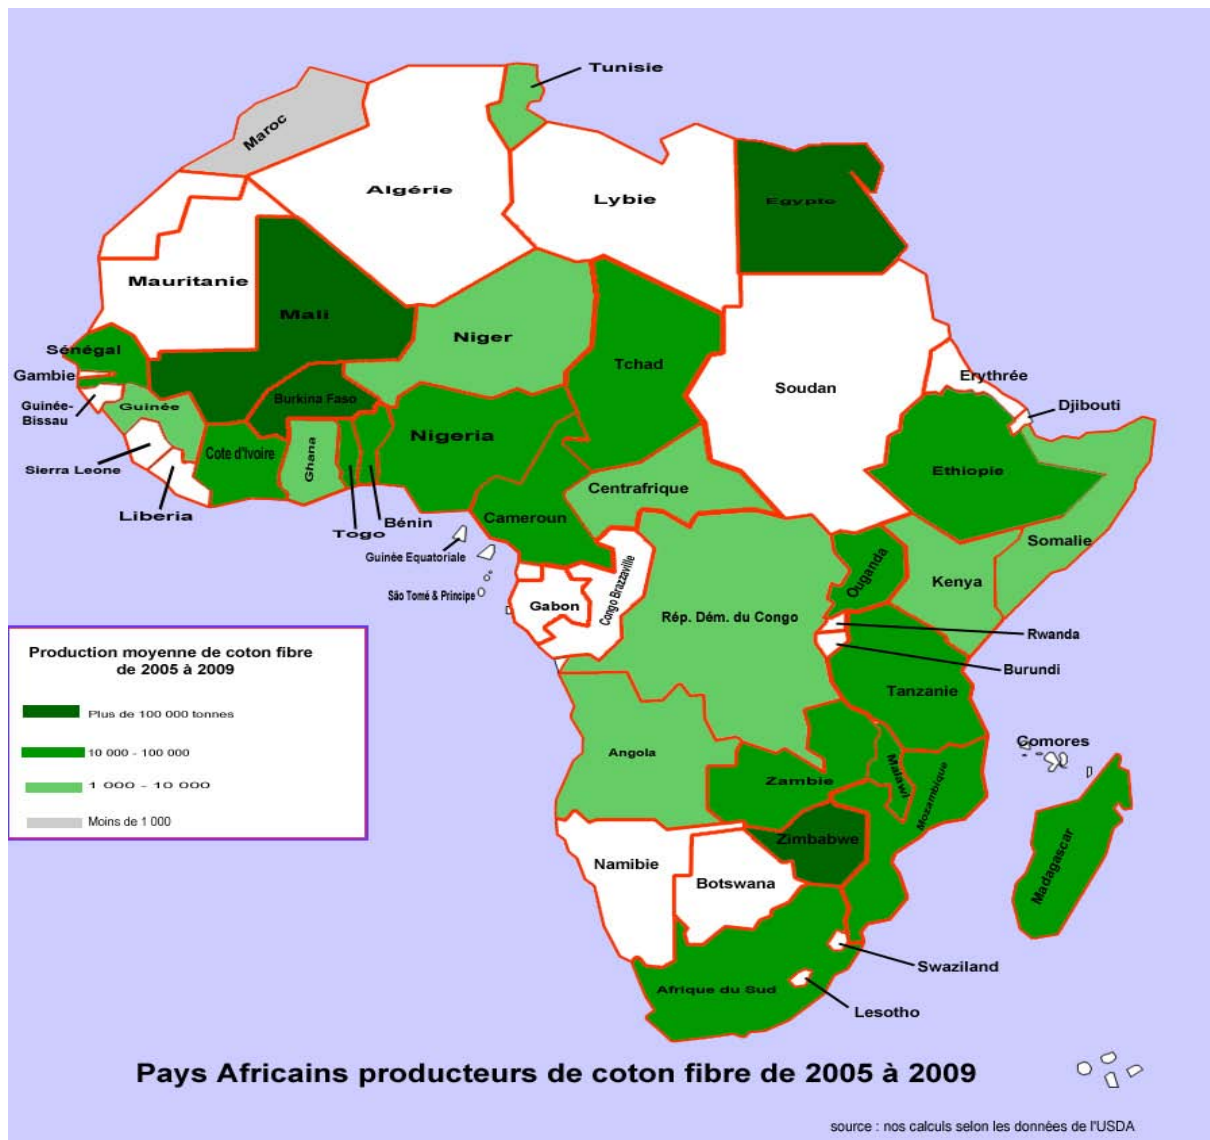 Tunisie
Maroc
Algérie
Lybie
Egypte
Mauritanie
Mali
Niger
Tchad
Soudan
Erythrée
Djibouti
Sénégal
Gambie
Guinée-
Bissau
Guinée
Burkina Faso
Nigeria
Cote d'Ivoire
Ghana
Sierra Leone
Liberia
Togo
Bénin
Centrafrique
Ethiopie
Cameroun
Somalie
Guinée Equatoriale
São Tomé & Principe
Gabon
Congo Brazzaville
Rép. Dém. du Congo
Ouganda
Kenya
Rwanda
Burundi
Tanzanie
Comores
Angola
Zambie
Malawi
Mozambique
Zimbabwe
Madagascar
Namibie
Botswana
Swaziland
Afrique du Sud
Lesotho
Production moyenne de coton fibre
de 2005 à 2009
Plus de 100 000 tonnes
10 000 - 100 000
1 000 - 10 000
Moins de 1 000
Pays Africains producteurs de coton fibre de 2005 à 2009
source : nos calculs selon les données de l'USDA